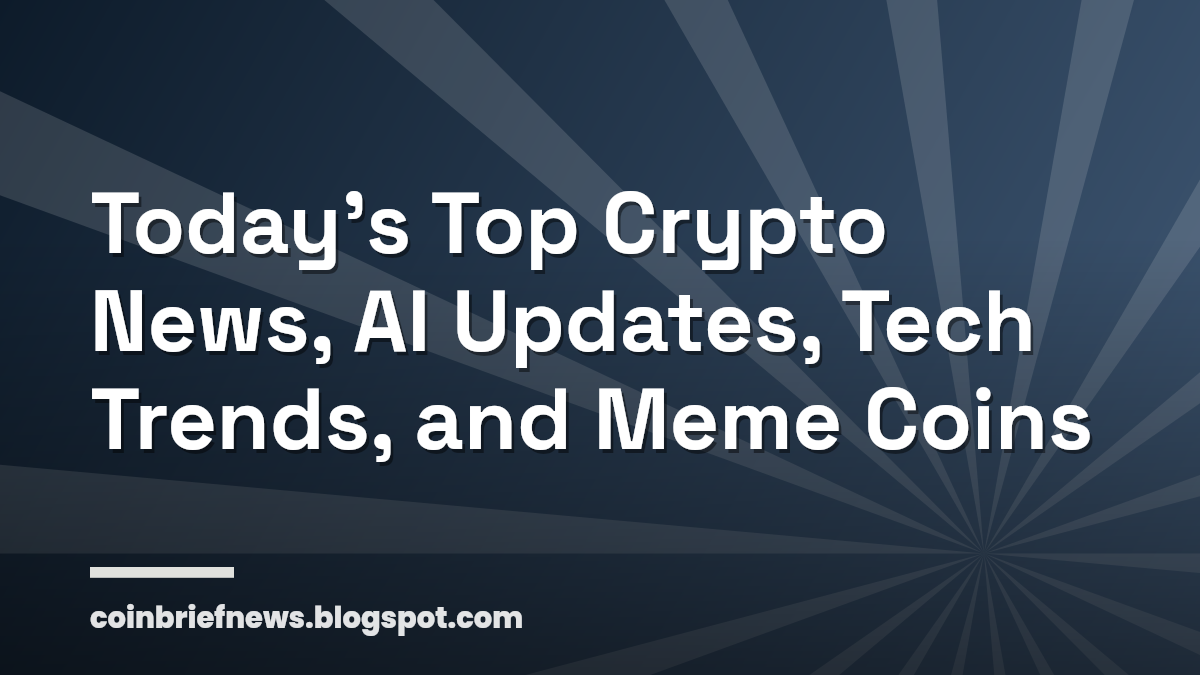 Today’s Top Crypto
News, AI Updates, Tech
Trends, and Meme Coins
coinbriefnews.blogspot.com